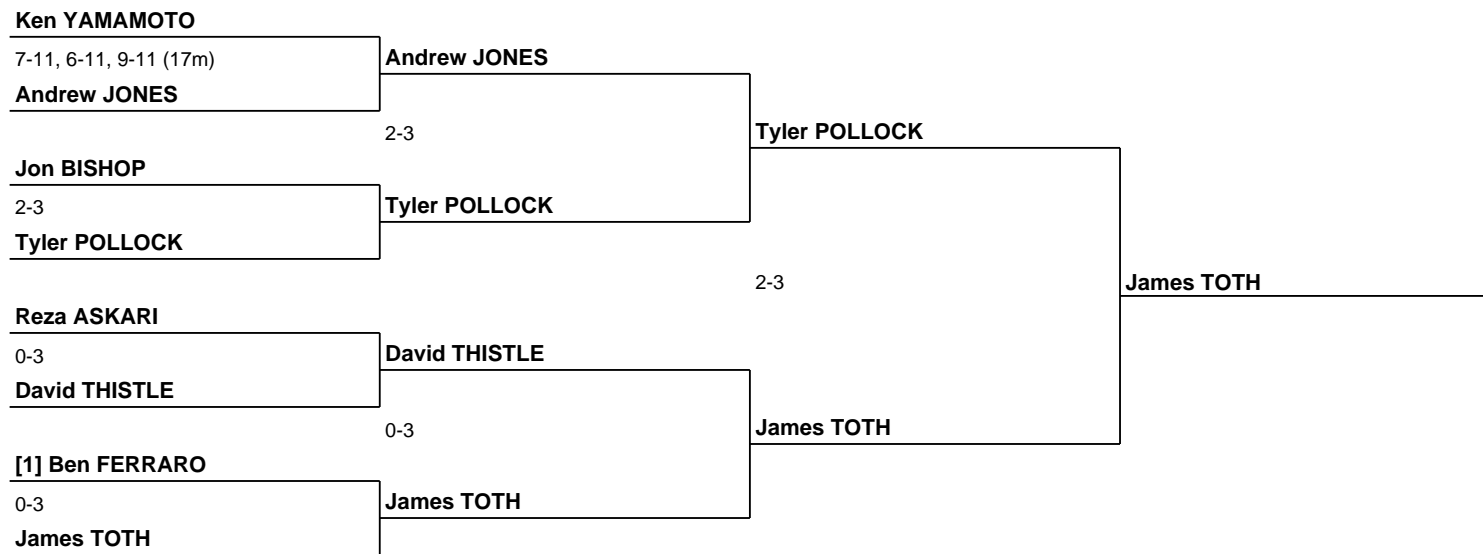 Ken YAMAMOTO
7-11, 6-11, 9-11 (17m)
Andrew JONES
Andrew JONES
2-3
Tyler POLLOCK
Jon BISHOP
2-3
Tyler POLLOCK
Tyler POLLOCK
2-3
James TOTH
Reza ASKARI
0-3
David THISTLE
David THISTLE
0-3
James TOTH
[1] Ben FERRARO
0-3
James TOTH
James TOTH